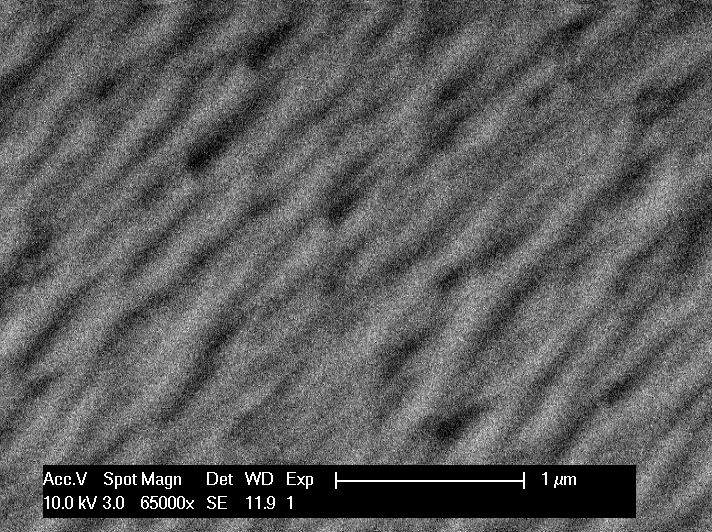 Acc.V Spot Magn Det WD Exp 1 µm
10.0 kV 3.0 65000x SE 11.9 1